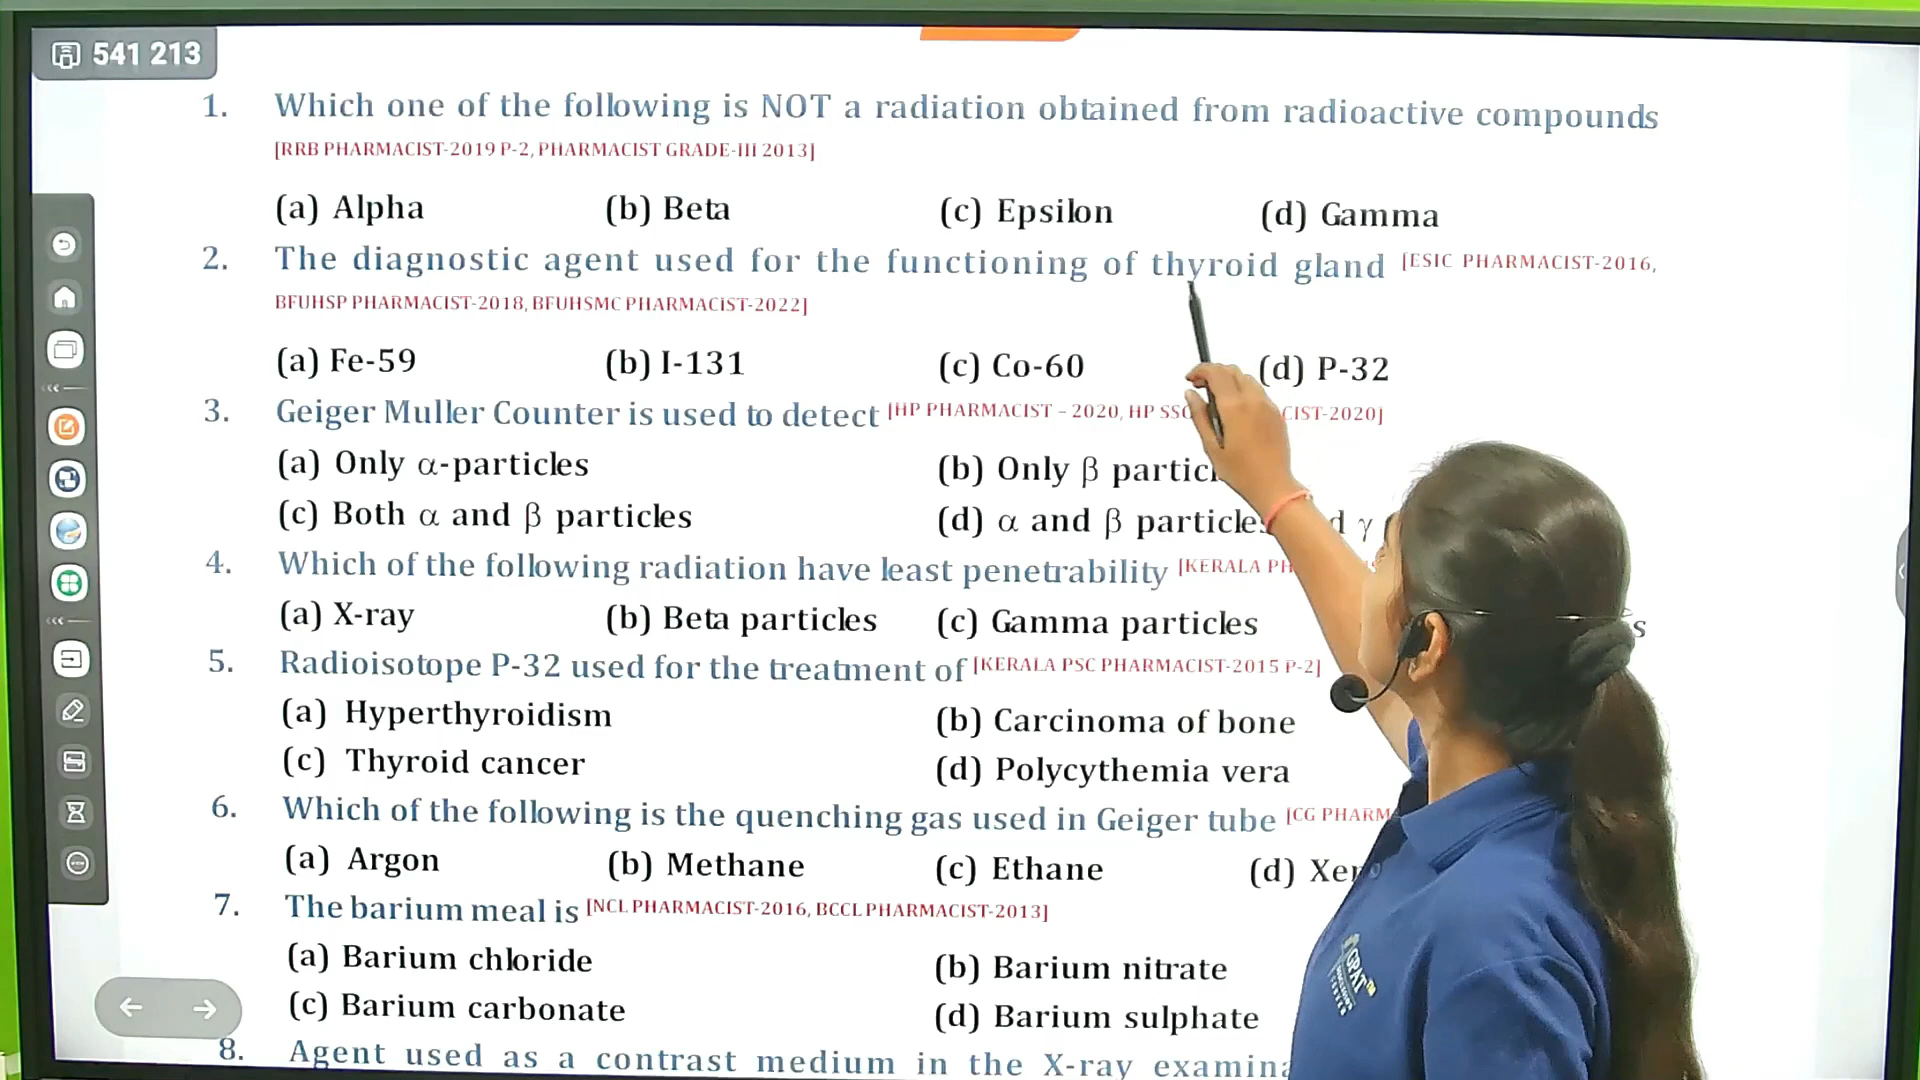 541 213
1. Which one of the following is NOT a radiation obtained from radioactive compounds
[RRB PHARMACIST-2019 P-2, PHARMACIST GRADE-III 2013]
(a) Alpha (b) Beta (c) Epsilon (d) Gamma
2. The diagnostic agent used for the functioning of thyroid gland [ESIC PHARMACIST-2016,
BFUHSP PHARMACIST-2018, BFUHSMC PHARMACIST-2022]
(a) Fe-59 (b) I-131 (c) Co-60 (d) P-32
3. Geiger Muller Counter is used to detect [HP PHARMACIST – 2020, HP CIST-2020]
(a) Only α-particles (b) Only β
(c) Both α and β particles (d) α and β γ
4. Which of the following radiation have least penetrability [KERALA
(a) X-ray (b) Beta particles (c) Gamma particles
5. Radioisotope P-32 used for the treatment of [KERALA PSC PHARMACIST-2015 P-2]
(a) Hyperthyroidism (b) Carcinoma of bone
(c) Thyroid cancer (d) Polycythemia vera
6. Which of the following is the quenching gas used in Geiger tube [CG
(a) Argon (b) Methane (c) Ethane (d)
7. The barium meal is [NCL PHARMACIST-2016, BCCL PHARMACIST-2013]
(a) Barium chloride (b) Barium nitrate
(c) Barium carbonate (d) Barium sulphate
8. Agent used as a contrast medium in the X-ray
GPAT